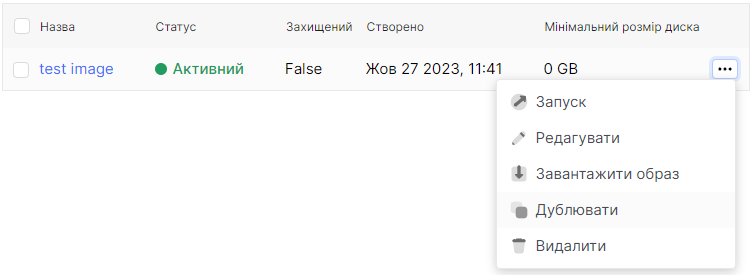 Назва Статус Захищений Створено Мінімальний розмір диска
test image Активний False Жов 27 2023, 11:41 0 GB
Запуск
Редагувати
Завантажити образ
Дублювати
Видалити